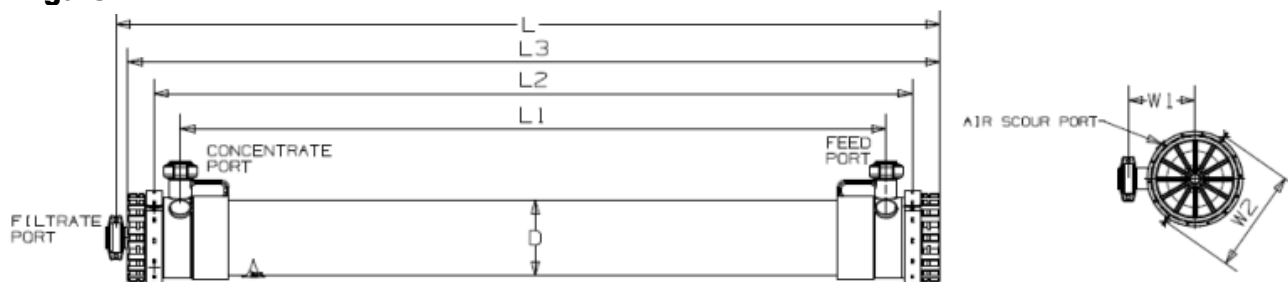 L
L3
L2
L1
CONCENTRATE
PORT
FEED
PORT
FILTRATE
PORT
D
W1
AIR SCOUR PORT
W2